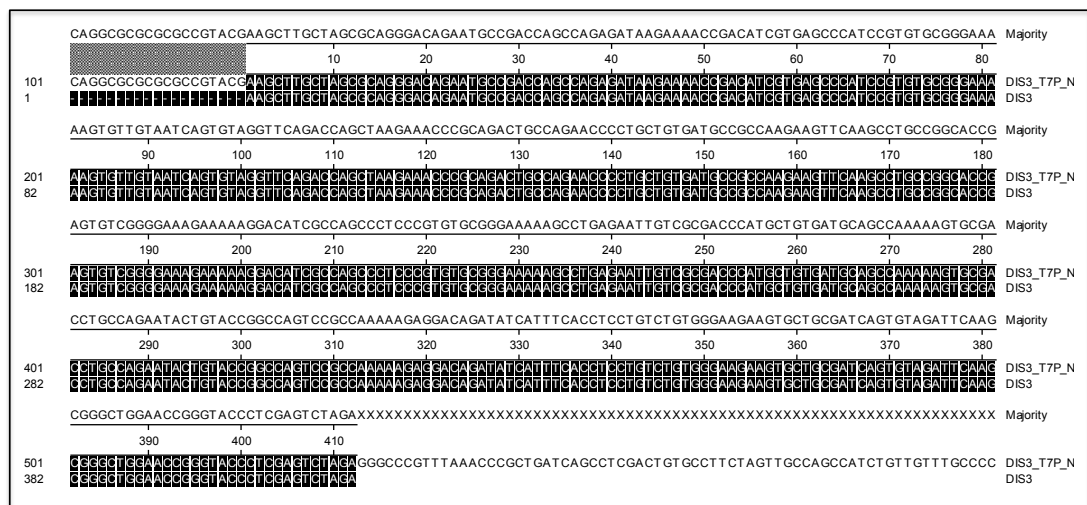 CAGGCGCGCGCGCCGTACGAAGCTTGCTAGCGCAGGGACAGAATGCCGACCAGCCAGAGATAAGAAAACCGACATCGTGAGCCCATCCGTGTGCGGGAAA Majority
10 20 30 40 50 60 70 80
101 CAGGCGCGCGCGCCGTACGAAGCTTGCTAGCGCAGGGACAGAATGCCGACCAGCCAGAGATAAGAAAACCGACATCGTGAGCCCATCCGTGTGCGGGAAA DIS3_T7P_N
1 -------------------AAGCTTGCTAGCGCAGGGACAGAATGCCGACCAGCCAGAGATAAGAAAACCGACATCGTGAGCCCATCCGTGTGCGGGAAA DIS3
AAGTGTTGTAATCAGTGTAGGTTCAGACCAGCTAAGAAACCCGCAGACTGCCAGAACCCCTGCTGTGATGCCGCCAAGAAGTTCAAGCCTGCCGGCACCG Majority
90 100 110 120 130 140 150 160 170 180
201 AAGTGTTGTAATCAGTGTAGGTTCAGACCAGCTAAGAAACCCGCAGACTGCCAGAACCCCTGCTGTGATGCCGCCAAGAAGTTCAAGCCTGCCGGCACCG DIS3_T7P_N
82 AAGTGTTGTAATCAGTGTAGGTTCAGACCAGCTAAGAAACCCGCAGACTGCCAGAACCCCTGCTGTGATGCCGCCAAGAAGTTCAAGCCTGCCGGCACCG DIS3
AGTGTCGGGGAAAGAAAAAGGACATCGCCAGCCCTCCCGTGTGCGGGAAAAAGCCTGAGAATTGTCGCGACCCATGCTGTGATGCAGCCAAAAAGTGCGA Majority
190 200 210 220 230 240 250 260 270 280
301 AGTGTCGGGGAAAGAAAAAGGACATCGCCAGCCCTCCCGTGTGCGGGAAAAAGCCTGAGAATTGTCGCGACCCATGCTGTGATGCAGCCAAAAAGTGCGA DIS3_T7P_N
182 AGTGTCGGGGAAAGAAAAAGGACATCGCCAGCCCTCCCGTGTGCGGGAAAAAGCCTGAGAATTGTCGCGACCCATGCTGTGATGCAGCCAAAAAGTGCGA DIS3
CCTGCCAGAATACTGTACCGGCCAGTCCGCCAAAAAGAGGACAGATATCATTTCACCTCCTGTCTGTGGGAAGAAGTGCTGCGATCAGTGTAGATTCAAG Majority
290 300 310 320 330 340 350 360 370 380
401 CCTGCCAGAATACTGTACCGGCCAGTCCGCCAAAAAGAGGACAGATATCATTTCACCTCCTGTCTGTGGGAAGAAGTGCTGCGATCAGTGTAGATTCAAG DIS3_T7P_N
282 CCTGCCAGAATACTGTACCGGCCAGTCCGCCAAAAAGAGGACAGATATCATTTCACCTCCTGTCTGTGGGAAGAAGTGCTGCGATCAGTGTAGATTCAAG DIS3
CGGGCTGGAACCGGGTACCCTCGAGTCTAGAXXXXXXXXXXXXXXXXXXXXXXXXXXXXXXXXXXXXXXXXXXXXXXXXXXXXXXXXXXXXXXXXXXXXX Majority
390 400 410
501 CGGGCTGGAACCGGGTACCCTCGAGTCTAGAGGGCCCGTTTAAACCCGCTGATCAGCCTCGACTGTGCCTTCTAGTTGCCAGCCATCTGTTGTTTGCCCC DIS3_T7P_N
382 CGGGCTGGAACCGGGTACCCTCGAGTCTAGA DIS3